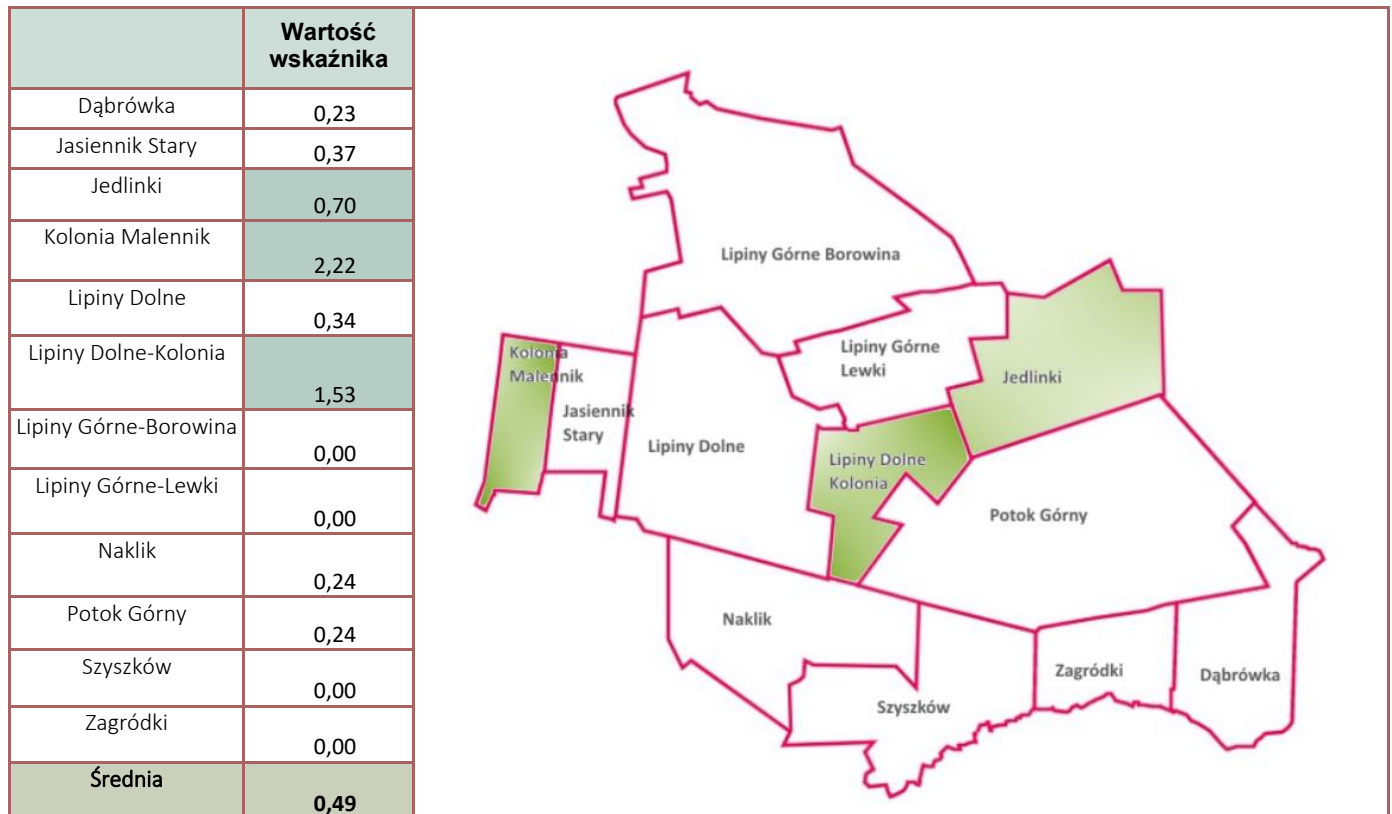 Wartość
wskaźnika
Dąbrówka 0,23
Jasiennik Stary 0,37
Jedlinki 0,70
Kolonia Malennik 2,22
Lipiny Dolne 0,34
Lipiny Dolne-Kolonia 1,53
Lipiny Górne-Borowina 0,00
Lipiny Górne-Lewki 0,00
Naklik 0,24
Potok Górny 0,24
Szyszków 0,00
Zagródki 0,00
Średnia 0,49
Lipiny Górne Borowina
Lipiny Górne
Lewki
Jedlinki
Kolonia
Malennik
Jasiennik
Stary
Lipiny Dolne
Lipiny Dolne
Kolonia
Potok Górny
Naklik
Szyszków
Zagródki
Dąbrówka